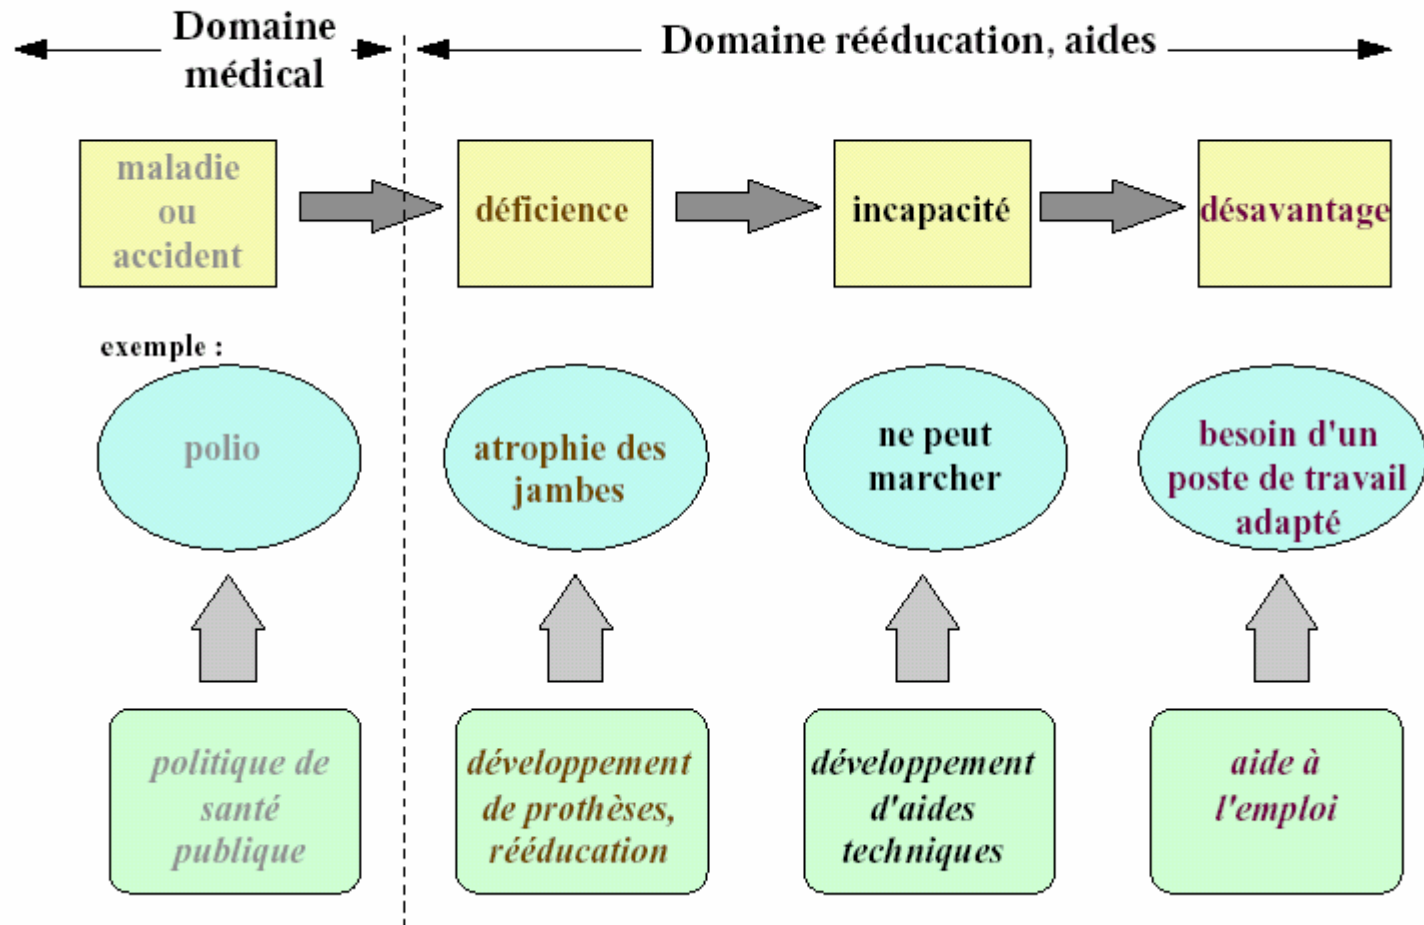 Domaine
médical
Domaine rééducation, aides
maladie
ou
accident
déficience
incapacité
désavantage
exemple :
polio
atrophie des
jambes
ne peut
marcher
besoin d'un
poste de travail
adapté
politique de
santé
publique
développement
de prothèses,
rééducation
développement
d'aides
techniques
aide à
l'emploi